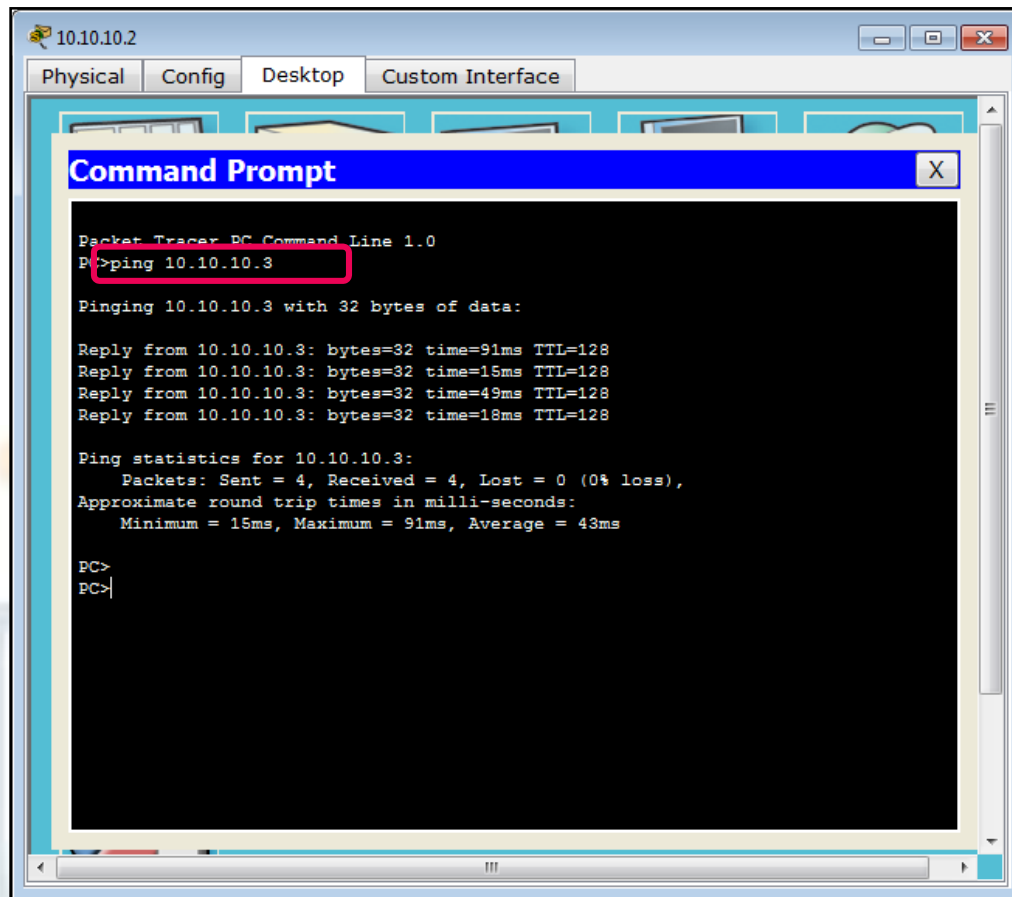 10.10.10.2
Physical Config Desktop Custom Interface
Command Prompt
X
Packet Tracer PC Command Line 1.0
PC>ping 10.10.10.3
Pinging 10.10.10.3 with 32 bytes of data:
Reply from 10.10.10.3: bytes=32 time=91ms TTL=128
Reply from 10.10.10.3: bytes=32 time=15ms TTL=128
Reply from 10.10.10.3: bytes=32 time=49ms TTL=128
Reply from 10.10.10.3: bytes=32 time=18ms TTL=128
Ping statistics for 10.10.10.3:
Packets: Sent = 4, Received = 4, Lost = 0 (0% loss),
Approximate round trip times in milli-seconds:
Minimum = 15ms, Maximum = 91ms, Average = 43ms
PC>
PC>